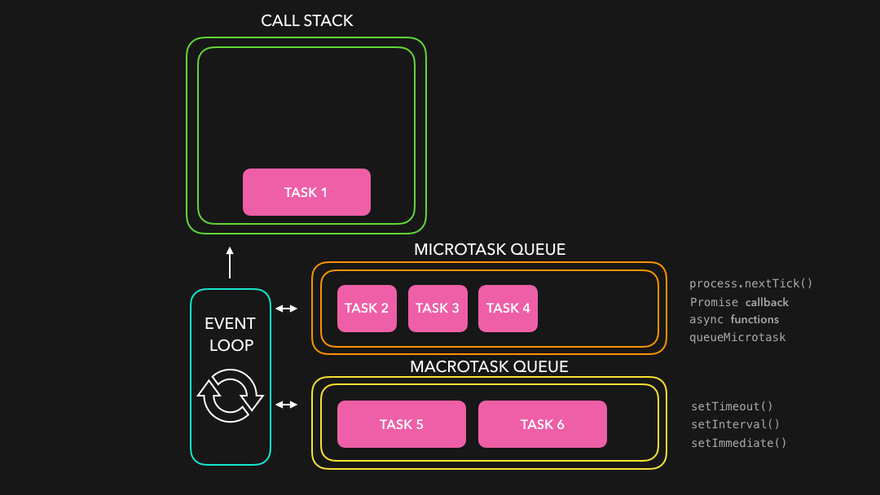 CALL STACK
TASK 1
MICROTASK QUEUE
TASK 2
TASK 3
TASK 4
process.nextTick()
Promise callback
async functions
queueMicrotask
EVENT
LOOP
MACROTASK QUEUE
TASK 5
TASK 6
setTimeout()
setInterval()
setImmediate()